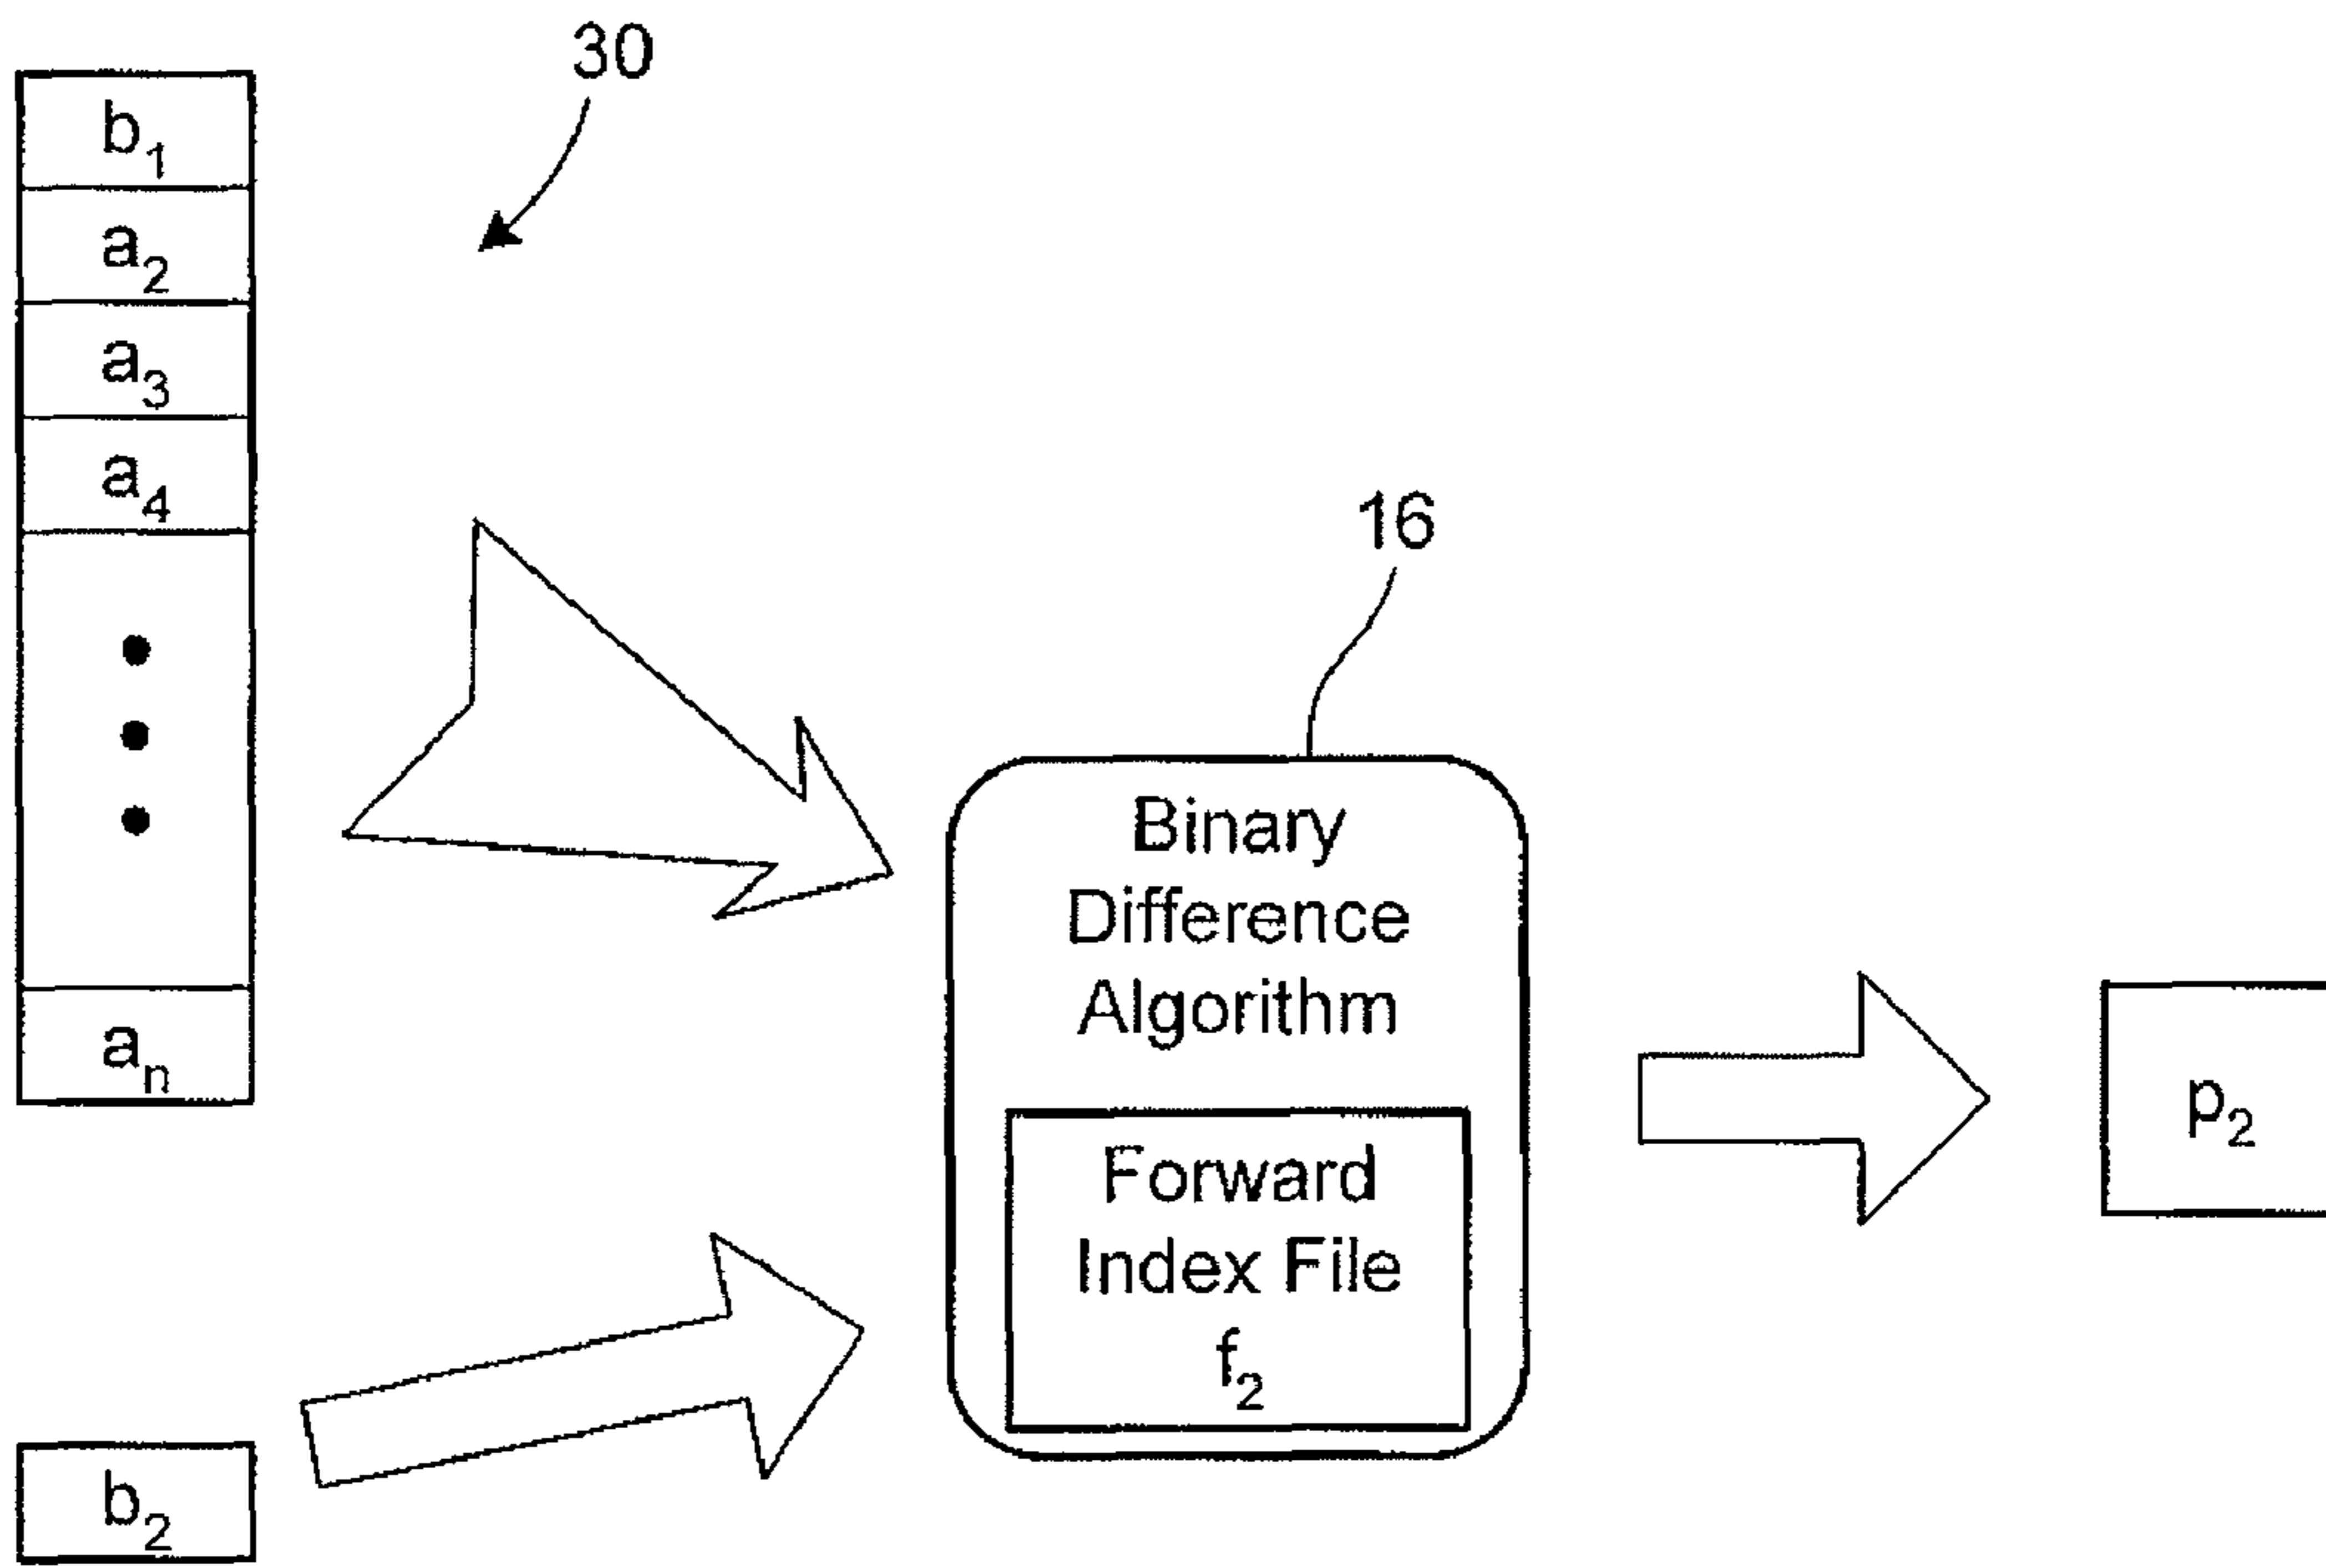 30
b₁
a₂
a₃
a₄
aₙ
b₂
16
Binary
Difference
Algorithm
Forward
Index File
f₂
p₂